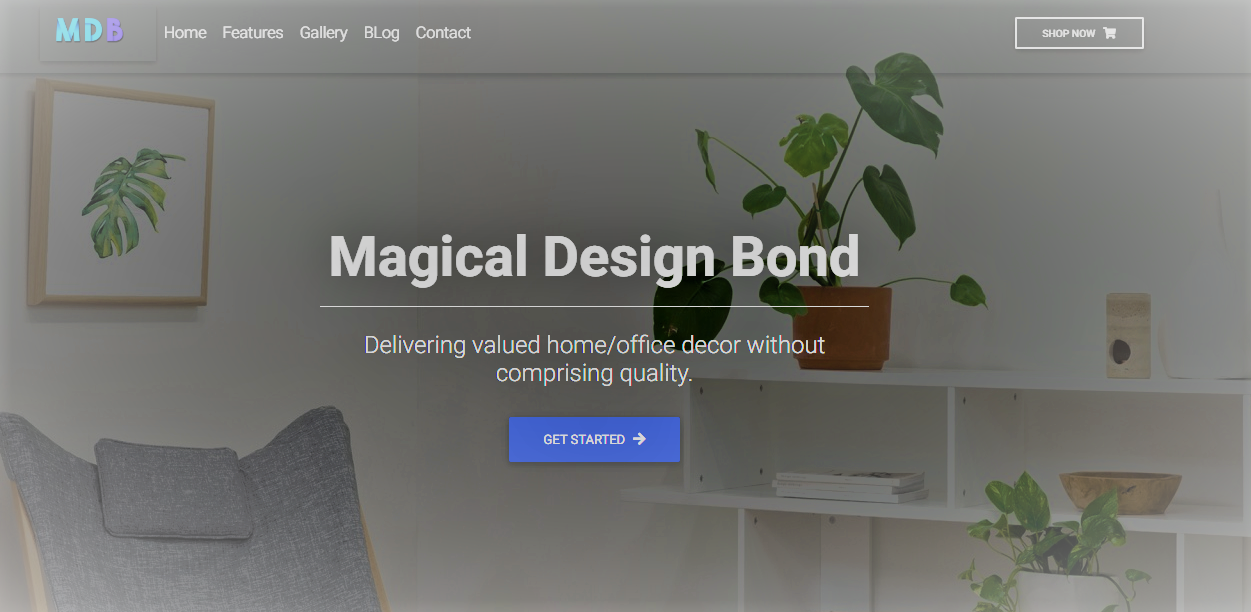 MDB
Home Features Gallery BLog Contact
SHOP NOW
Magical Design Bond
Delivering valued home/office decor without
comprising quality.
GET STARTED